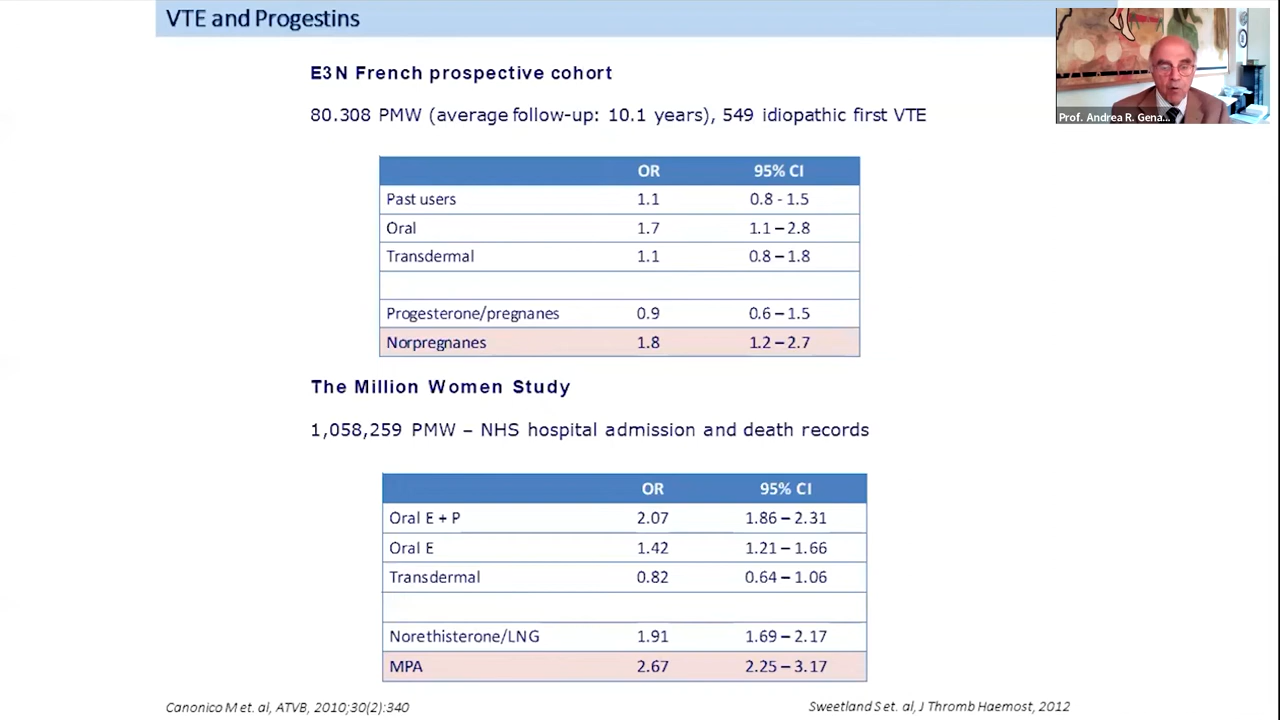 VTE and Progestins
Prof. Andrea R. Gena...
E3N French prospective cohort
80.308 PMW (average follow-up: 10.1 years), 549 idiopathic first VTE
OR 95% CI
Past users 1.1 0.8 - 1.5
Oral 1.7 1.1 – 2.8
Transdermal 1.1 0.8 – 1.8
Progesterone/pregnanes 0.9 0.6 – 1.5
Norpregnanes 1.8 1.2 – 2.7
The Million Women Study
1,058,259 PMW – NHS hospital admission and death records
OR 95% CI
Oral E + P 2.07 1.86 – 2.31
Oral E 1.42 1.21 – 1.66
Transdermal 0.82 0.64 – 1.06
Norethisterone/LNG 1.91 1.69 – 2.17
MPA 2.67 2.25 – 3.17
Canonico M et. al, ATVB, 2010;30(2):340
Sweetland S et. al, J Thromb Haemost, 2012